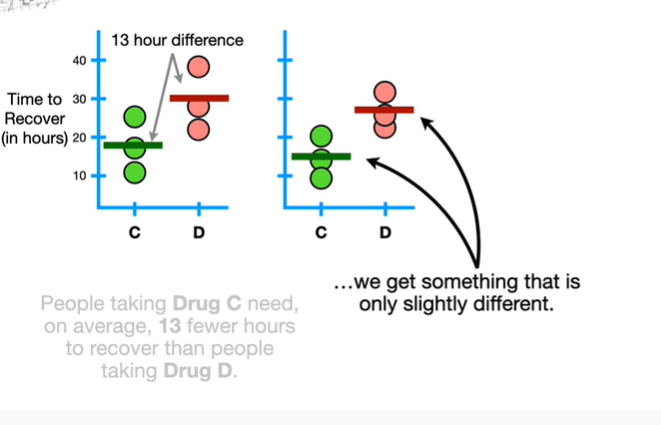 13 hour difference
40
Time to 30
Recover
(in hours) 20
10
C D
C D
...we get something that is
only slightly different.
People taking Drug C need,
on average, 13 fewer hours
to recover than people
taking Drug D.